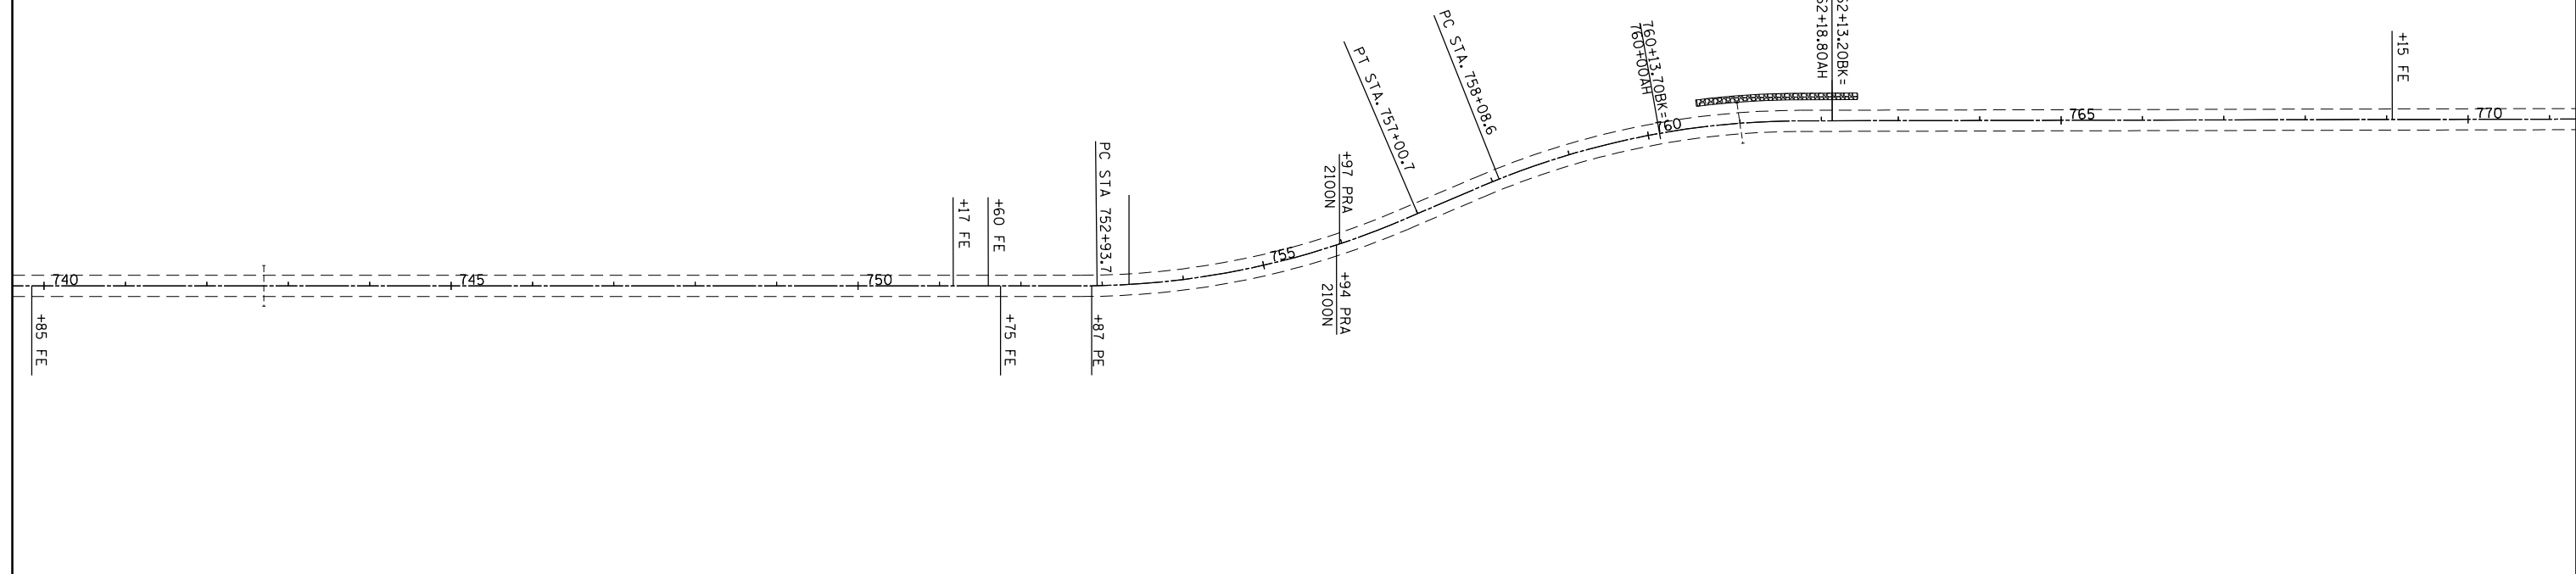 740
745
750
755
760
765
770
+85 FE
+17 FE
+60 FE
+75 FE
+87 PE
PC STA 752+93.7
+97 PRA
2100N
+94 PRA
2100N
PT STA. 757+00.7
PC STA. 758+08.6
760+13.70BK=
760+00AH
2+13.20BK=
2+18.80AH
+15 FE